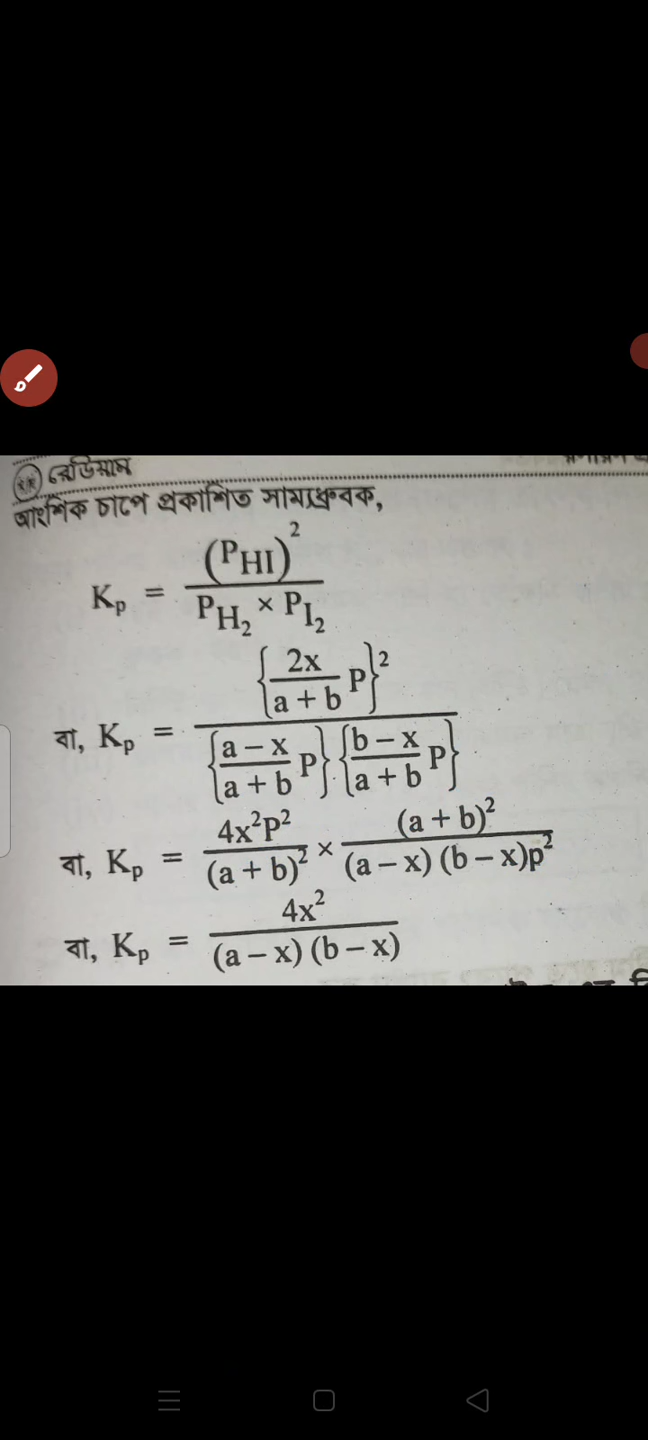 রেডিয়াম
আংশিক চাপে প্রকাশিত সাম্যধ্রুবক,
Kp = (PHI)² / PH₂ × PI₂
বা, Kp = {2x / a + b P}² / {a – x / a + b P} {b – x / a + b P}
বা, Kp = 4x²P² / (a + b)² × (a + b)² / (a – x) (b – x)p²
বা, Kp = 4x² / (a – x) (b – x)